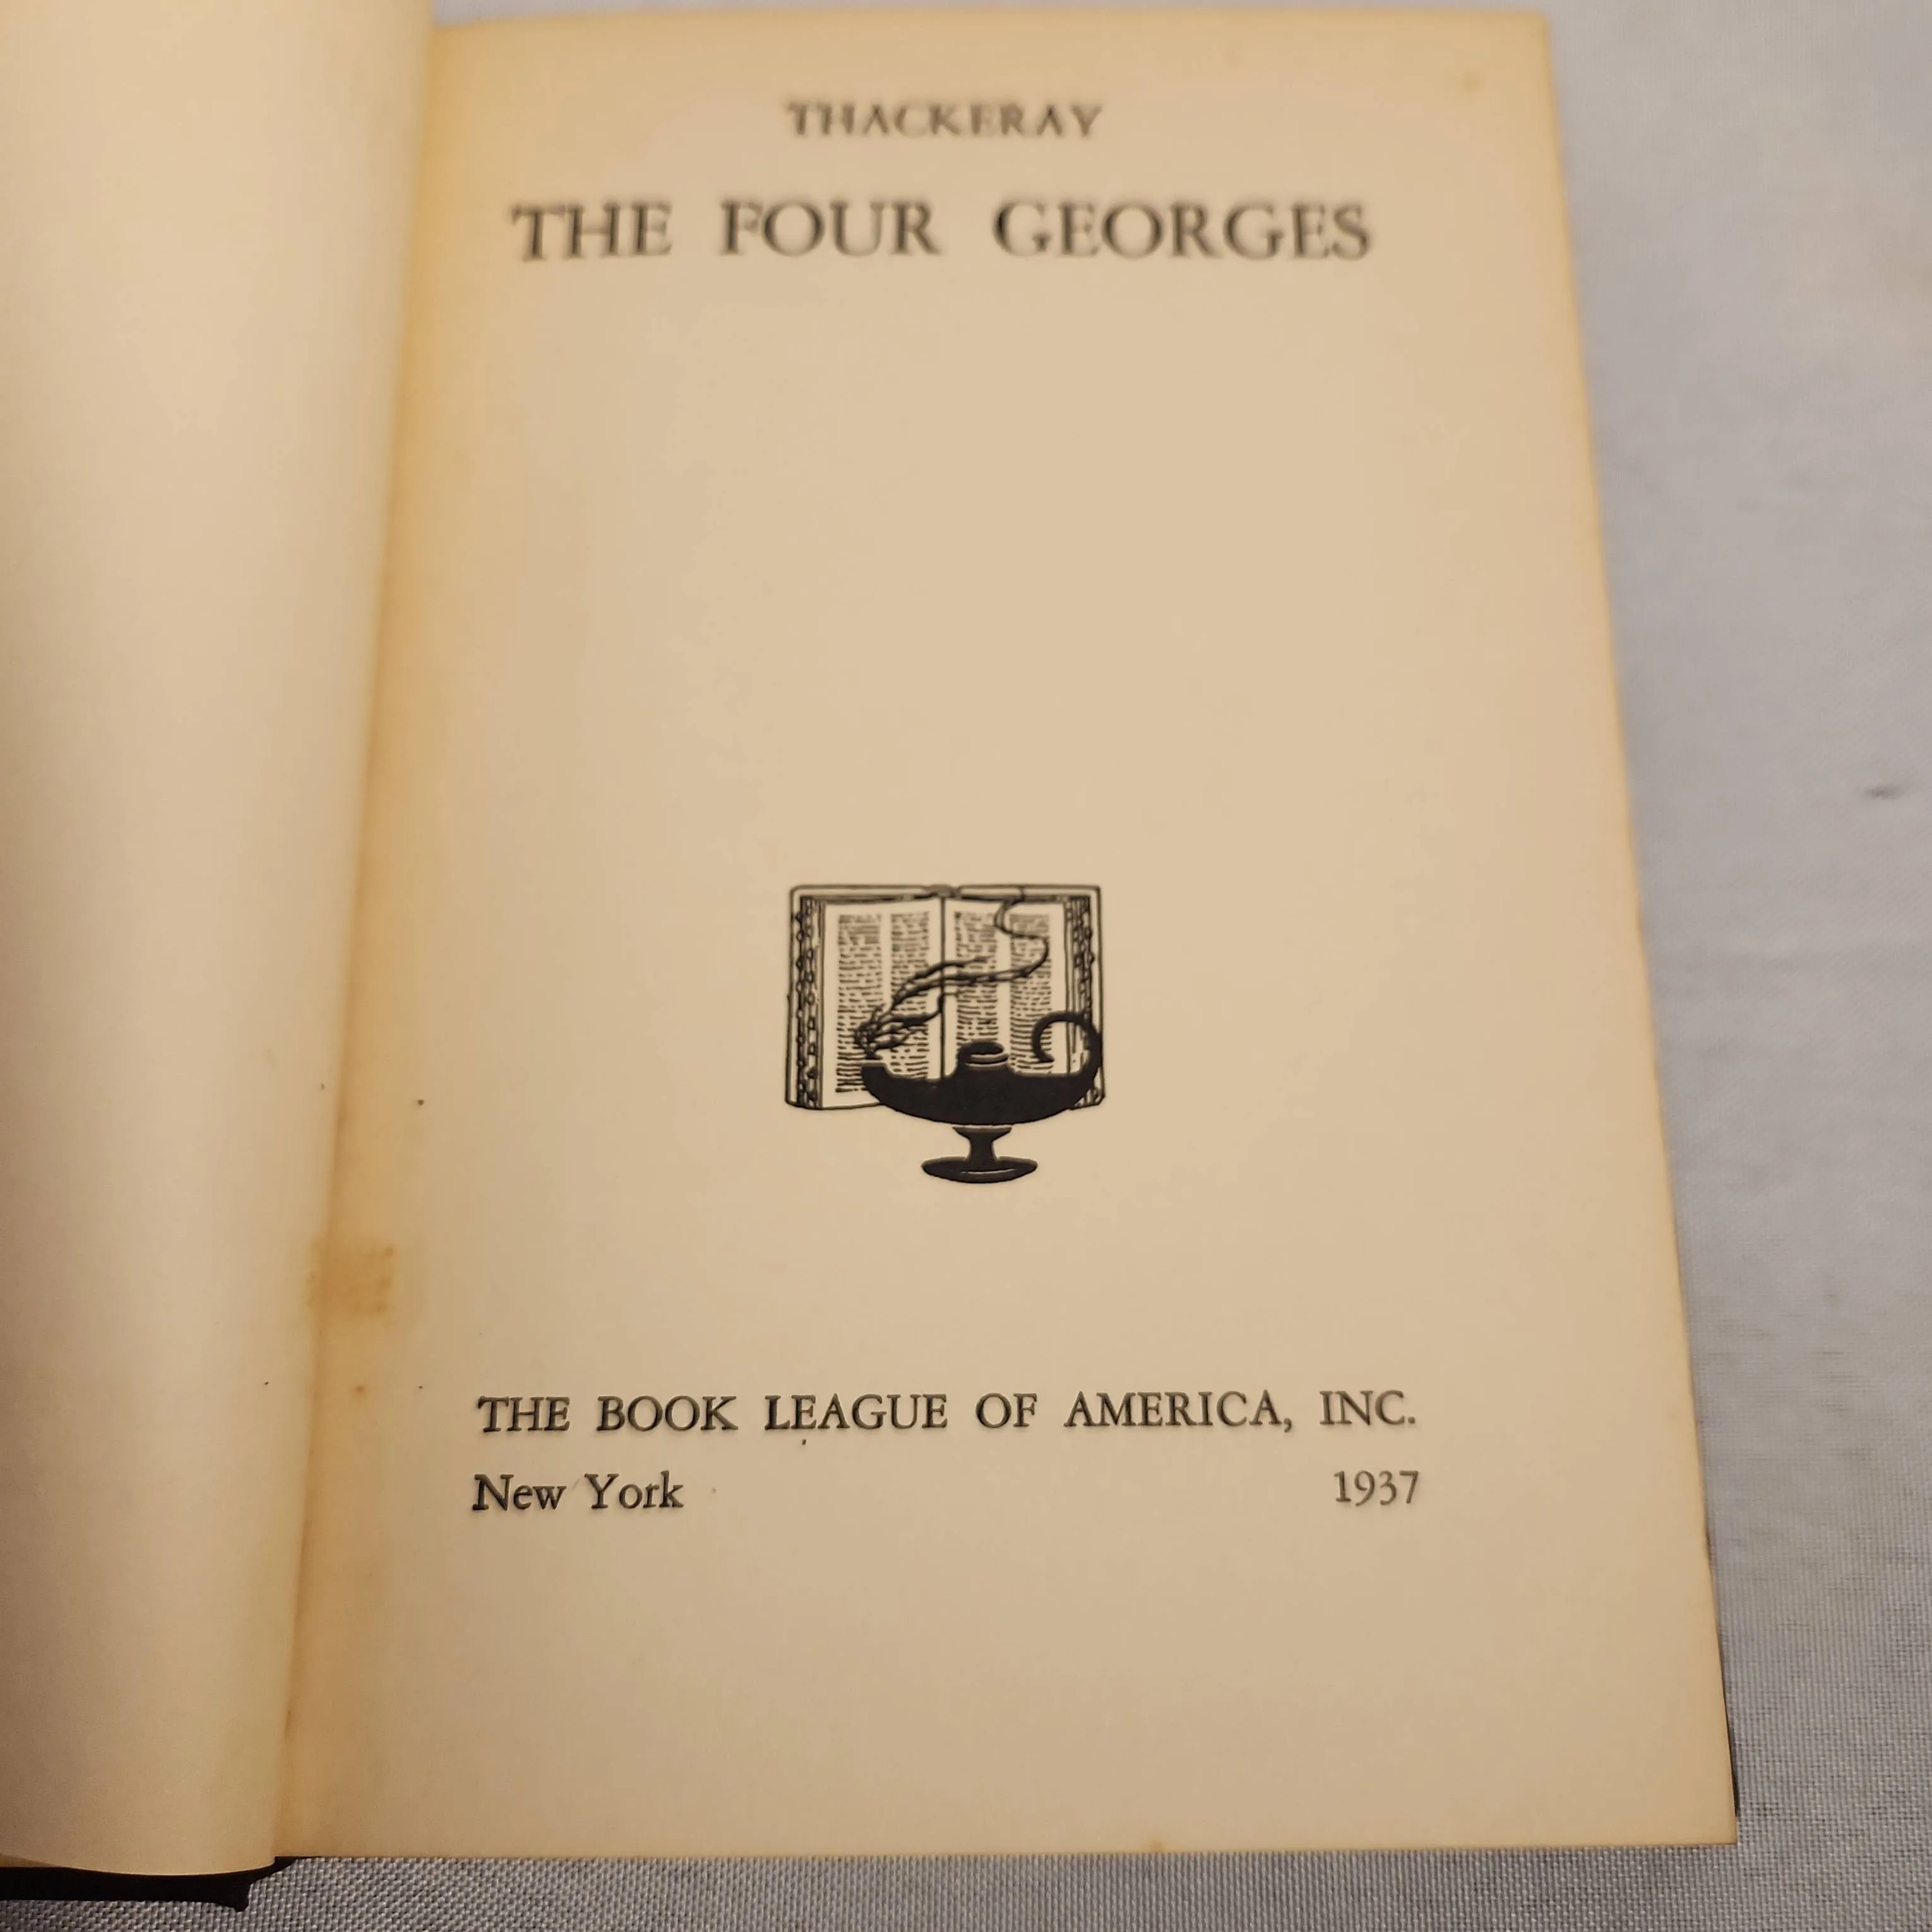 THACKERAY
THE FOUR GEORGES
THE BOOK LEAGUE OF AMERICA, INC.
New York 1937